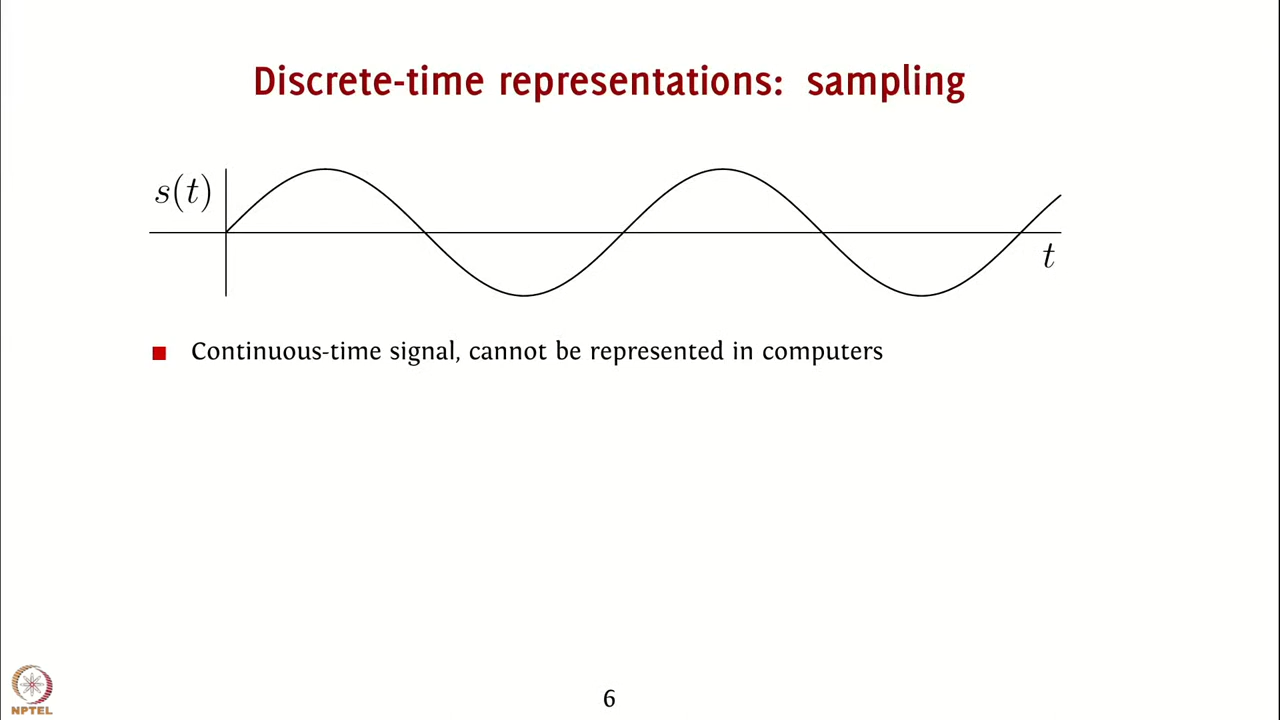 Discrete-time representations: sampling
s(t)
t
Continuous-time signal, cannot be represented in computers
6
NPTEL